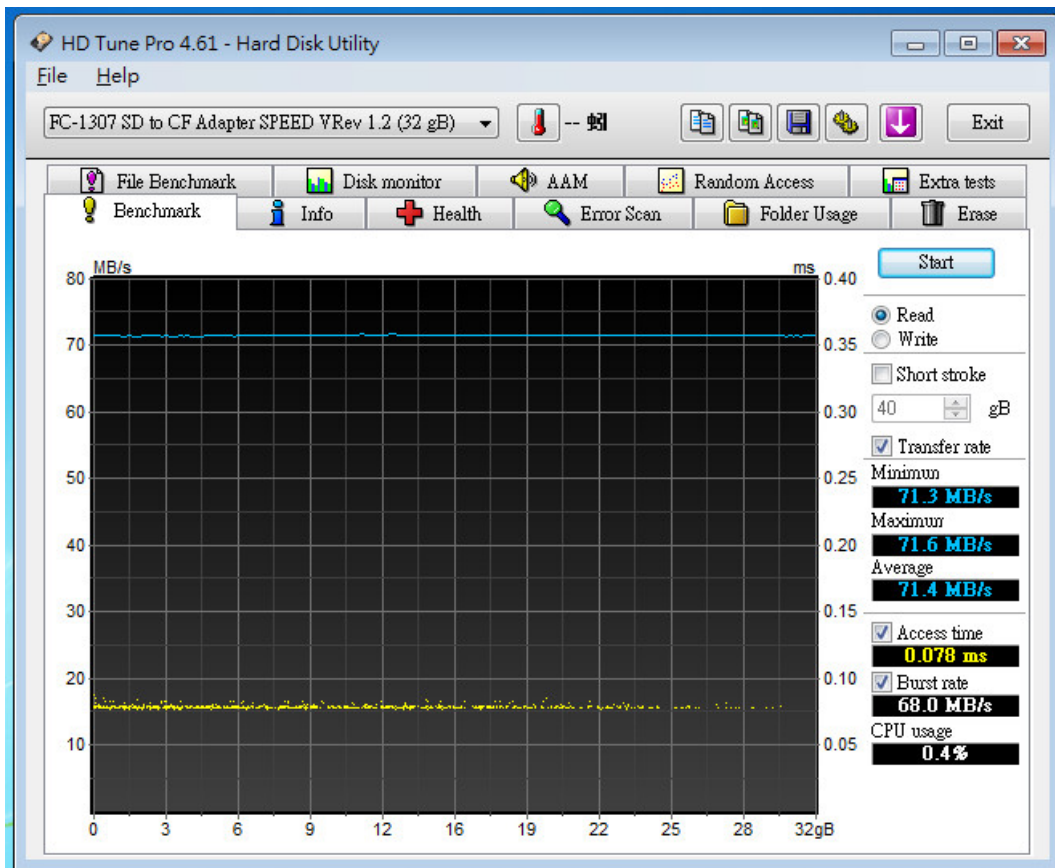 HD Tune Pro 4.61 - Hard Disk Utility
File Help
FC-1307 SD to CF Adapter SPEED VRev 1.2 (32 gB)
-- 蚓
Exit
File Benchmark Disk monitor AAM Random Access Extra tests
Benchmark Info Health Error Scan Folder Usage Erase
MB/s ms
80 0.40
70 0.35
60 0.30
50 0.25
40 0.20
30 0.15
20 0.10
10 0.05
0 3 6 9 12 16 19 22 25 28 32gB
Start
Read
Write
Short stroke
40 gB
Transfer rate
Minimun
71.3 MB/s
Maximun
71.6 MB/s
Average
71.4 MB/s
Access time
0.078 ms
Burst rate
68.0 MB/s
CPU usage
0.4%